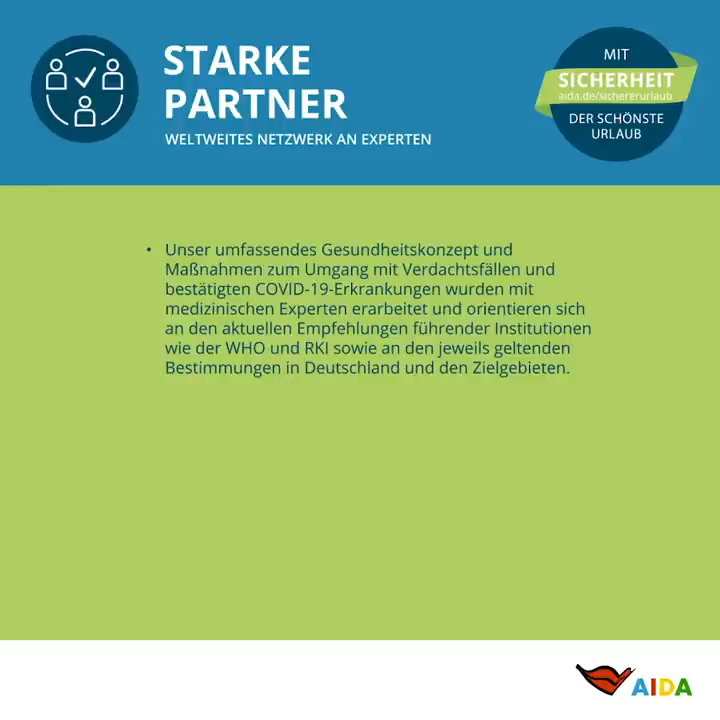 STARKE
PARTNER
WELTWEITES NETZWERK AN EXPERTEN
MIT
SICHERHEIT
aida.de/sichererurlaub
DER SCHÖNSTE
URLAUB
• Unser umfassendes Gesundheitskonzept und
Maßnahmen zum Umgang mit Verdachtsfällen und
bestätigten COVID-19-Erkrankungen wurden mit
medizinischen Experten erarbeitet und orientieren sich
an den aktuellen Empfehlungen führender Institutionen
wie der WHO und RKI sowie an den jeweils geltenden
Bestimmungen in Deutschland und den Zielgebieten.
AIDA